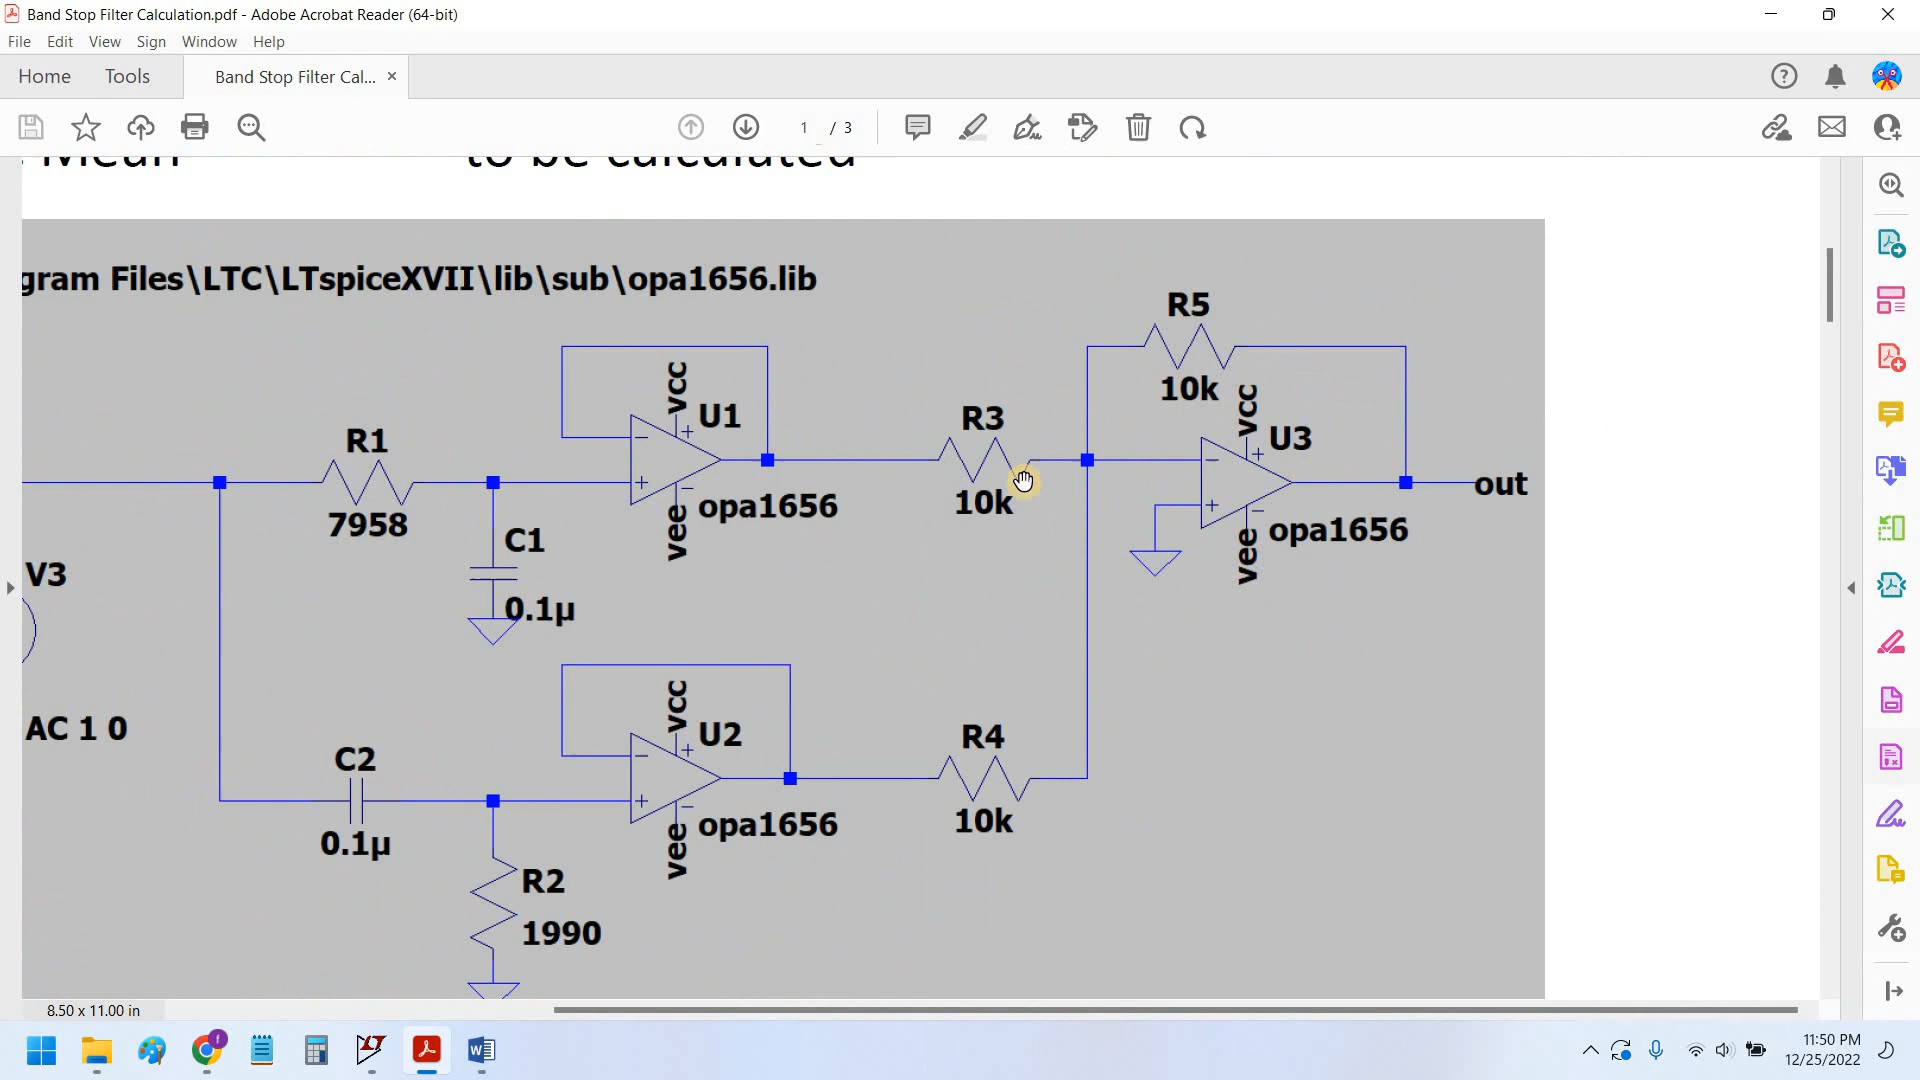 Band Stop Filter Calculation.pdf - Adobe Acrobat Reader (64-bit)
File Edit View Sign Window Help
Home Tools Band Stop Filter Cal... ×
1 / 3
: Mean to be calculated
gram Files\LTC\LTspiceXVII\lib\sub\opa1656.lib
R5
10k
vcc
U1
R3
10k
vcc
U3
R1
7958
opa1656
vee
out
opa1656
vee
C1
0.1µ
V3
AC 1 0
C2
0.1µ
vcc
U2
R4
10k
opa1656
vee
R2
1990
8.50 x 11.00 in
11:50 PM
12/25/2022